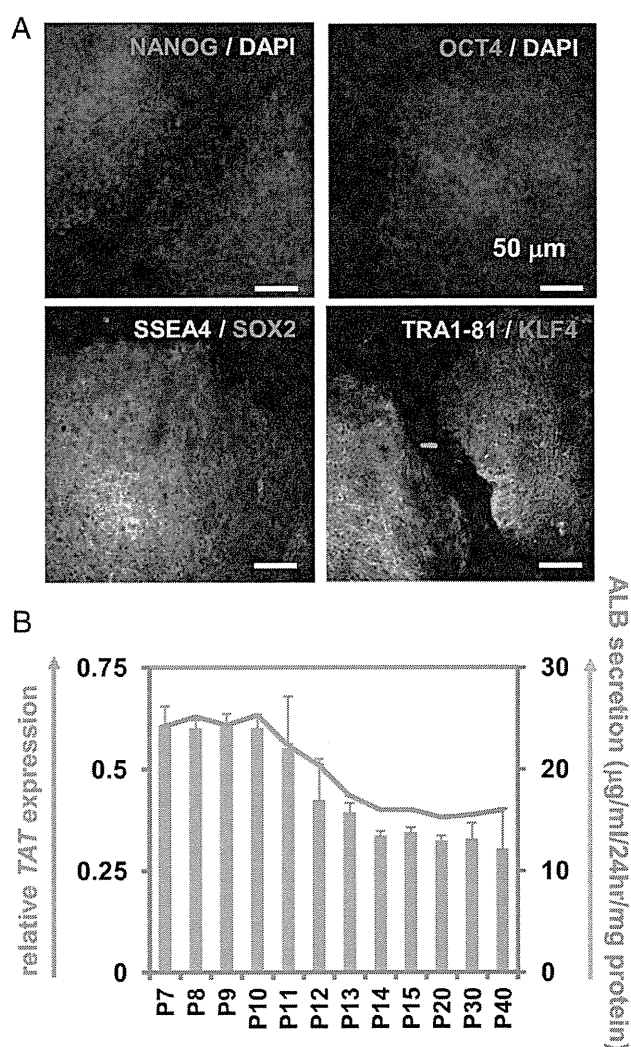 A
NANOG / DAPI
OCT4 / DAPI
50 μm
SSEA4 / SOX2
TRA1-81 / KLF4
B
relative TAT expression
0.75
0.5
0.25
0
30
20
10
0
ALB secretion (μg/ml/24hr/mg protein)
P7 P8 P9 P10 P11 P12 P13 P14 P15 P20 P30 P40